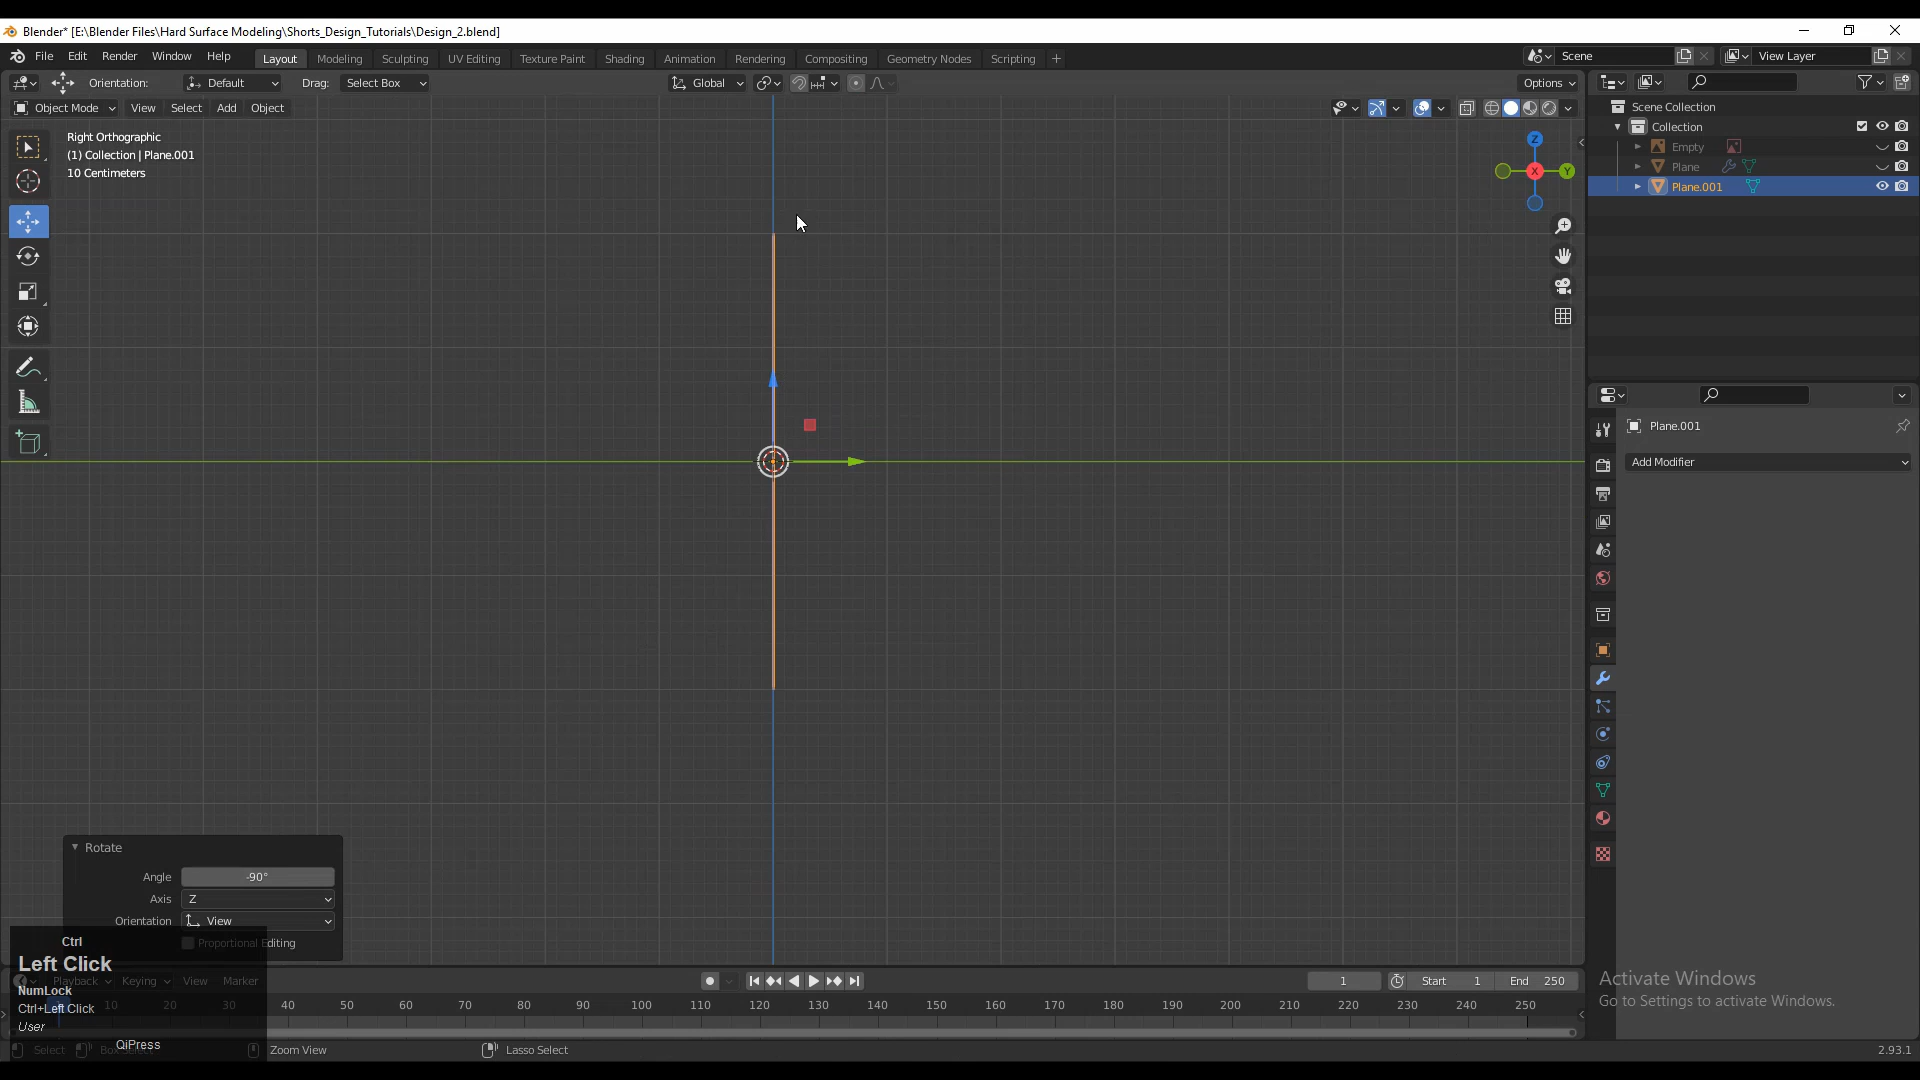 Blender* [E:\Blender Files\Hard Surface Modeling\Shorts_Design_Tutorials\Design_2.blend]
File Edit Render Window Help Layout Modeling Sculpting UV Editing Texture Paint Shading Animation Rendering Compositing Geometry Nodes Scripting + Scene View Layer
Orientation: Default Drag: Select Box Global Options
Object Mode View Select Add Object
Right Orthographic
(1) Collection | Plane.001
10 Centimeters
Z
X
Y
Scene Collection
Collection
Empty
Plane
Plane.001
Plane.001
Add Modifier
Rotate
Angle -90°
Axis Z
Orientation View
Proportional Editing
Ctrl
Left Click
NumLock
Ctrl+Left Click
User
QiPress
Playback Keying View Marker
1 Start 1 End 250
10 20 30 40 50 60 70 80 90 100 110 120 130 140 150 160 170 180 190 200 210 220 230 240 250
Select Box Select Zoom View Lasso Select
Activate Windows
Go to Settings to activate Windows.
2.93.1